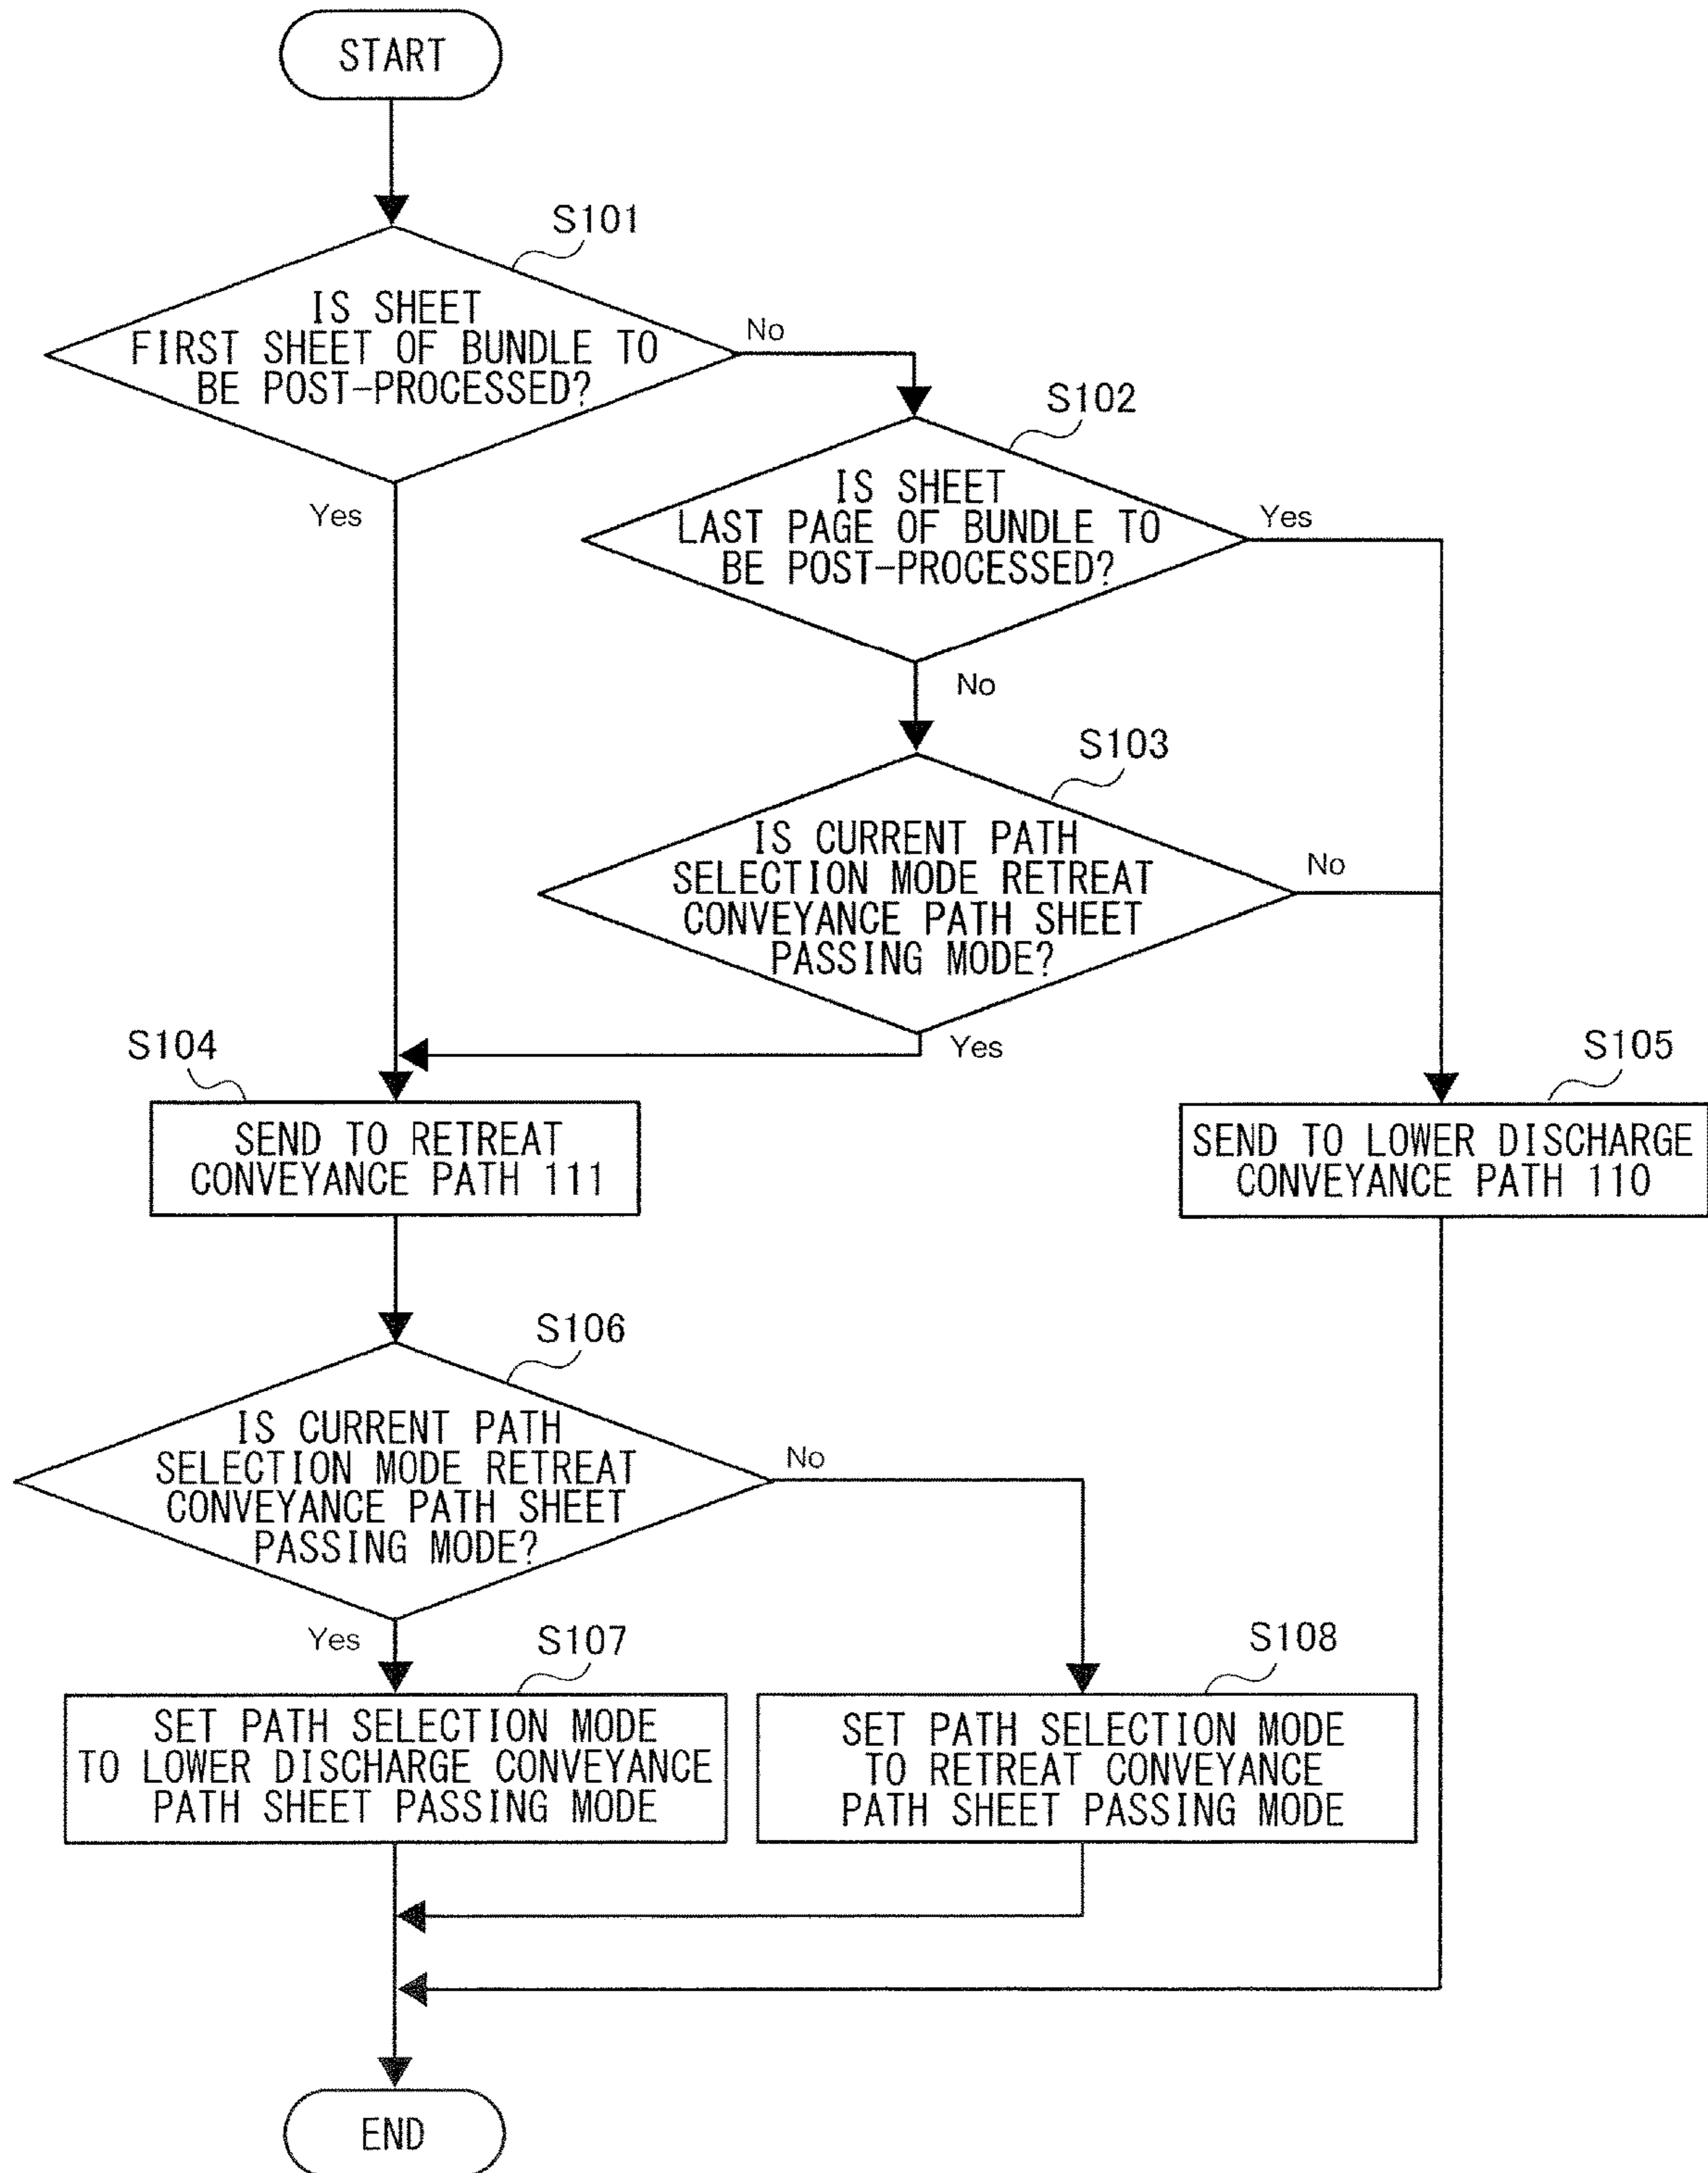 START
S101
IS SHEET
FIRST SHEET OF BUNDLE TO
BE POST-PROCESSED?
No
Yes
S102
IS SHEET
LAST PAGE OF BUNDLE TO
BE POST-PROCESSED?
Yes
No
S103
IS CURRENT PATH
SELECTION MODE RETREAT
CONVEYANCE PATH SHEET
PASSING MODE?
No
Yes
S104
SEND TO RETREAT
CONVEYANCE PATH 111
S105
SEND TO LOWER DISCHARGE
CONVEYANCE PATH 110
S106
IS CURRENT PATH
SELECTION MODE RETREAT
CONVEYANCE PATH SHEET
PASSING MODE?
No
Yes
S107
SET PATH SELECTION MODE
TO LOWER DISCHARGE CONVEYANCE
PATH SHEET PASSING MODE
S108
SET PATH SELECTION MODE
TO RETREAT CONVEYANCE
PATH SHEET PASSING MODE
END